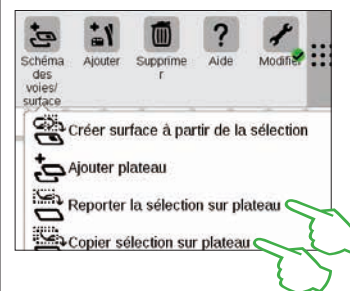 Schéma des voies/ surface
Ajouter
Supprimer
Aide
Modifier
Créer surface à partir de la sélection
Ajouter plateau
Reporter la sélection sur plateau
Copier sélection sur plateau